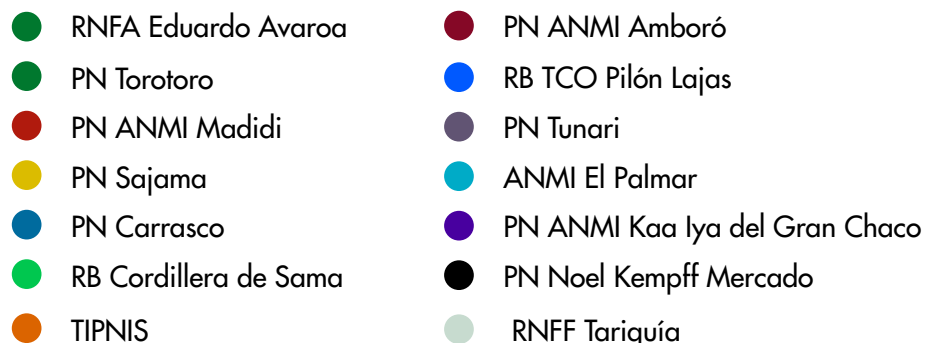 RNFA Eduardo Avaroa
PN Torotoro
PN ANMI Madidi
PN Sajama
PN Carrasco
RB Cordillera de Sama
TIPNIS
PN ANMI Amboró
RB TCO Pilón Lajas
PN Tunari
ANMI El Palmar
PN ANMI Kaa Iya del Gran Chaco
PN Noel Kempff Mercado
RNFF Tariquía